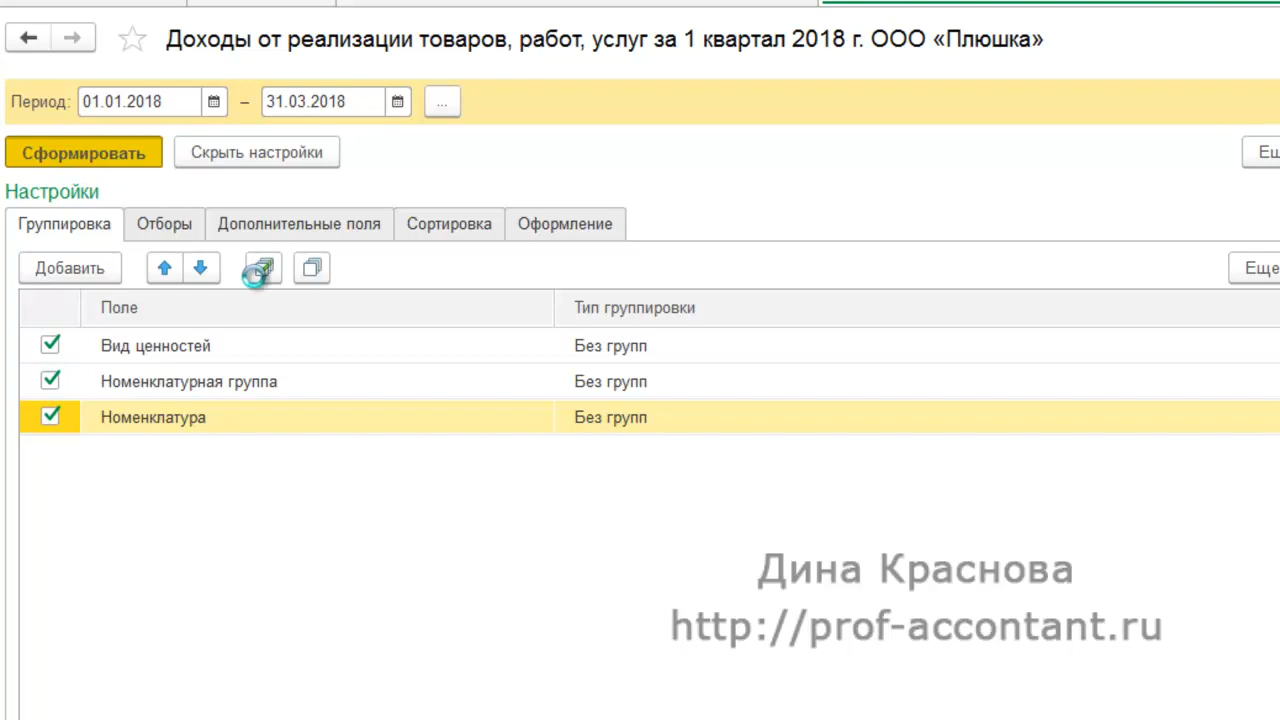 Доходы от реализации товаров, работ, услуг за 1 квартал 2018 г. ООО «Плюшка»
Период: 01.01.2018 – 31.03.2018 ...
Сформировать Скрыть настройки
Настройки
Группировка Отборы Дополнительные поля Сортировка Оформление
Добавить Еще
Поле Тип группировки
Вид ценностей Без групп
Номенклатурная группа Без групп
Номенклатура Без групп
Дина Краснова
http://prof-accontant.ru